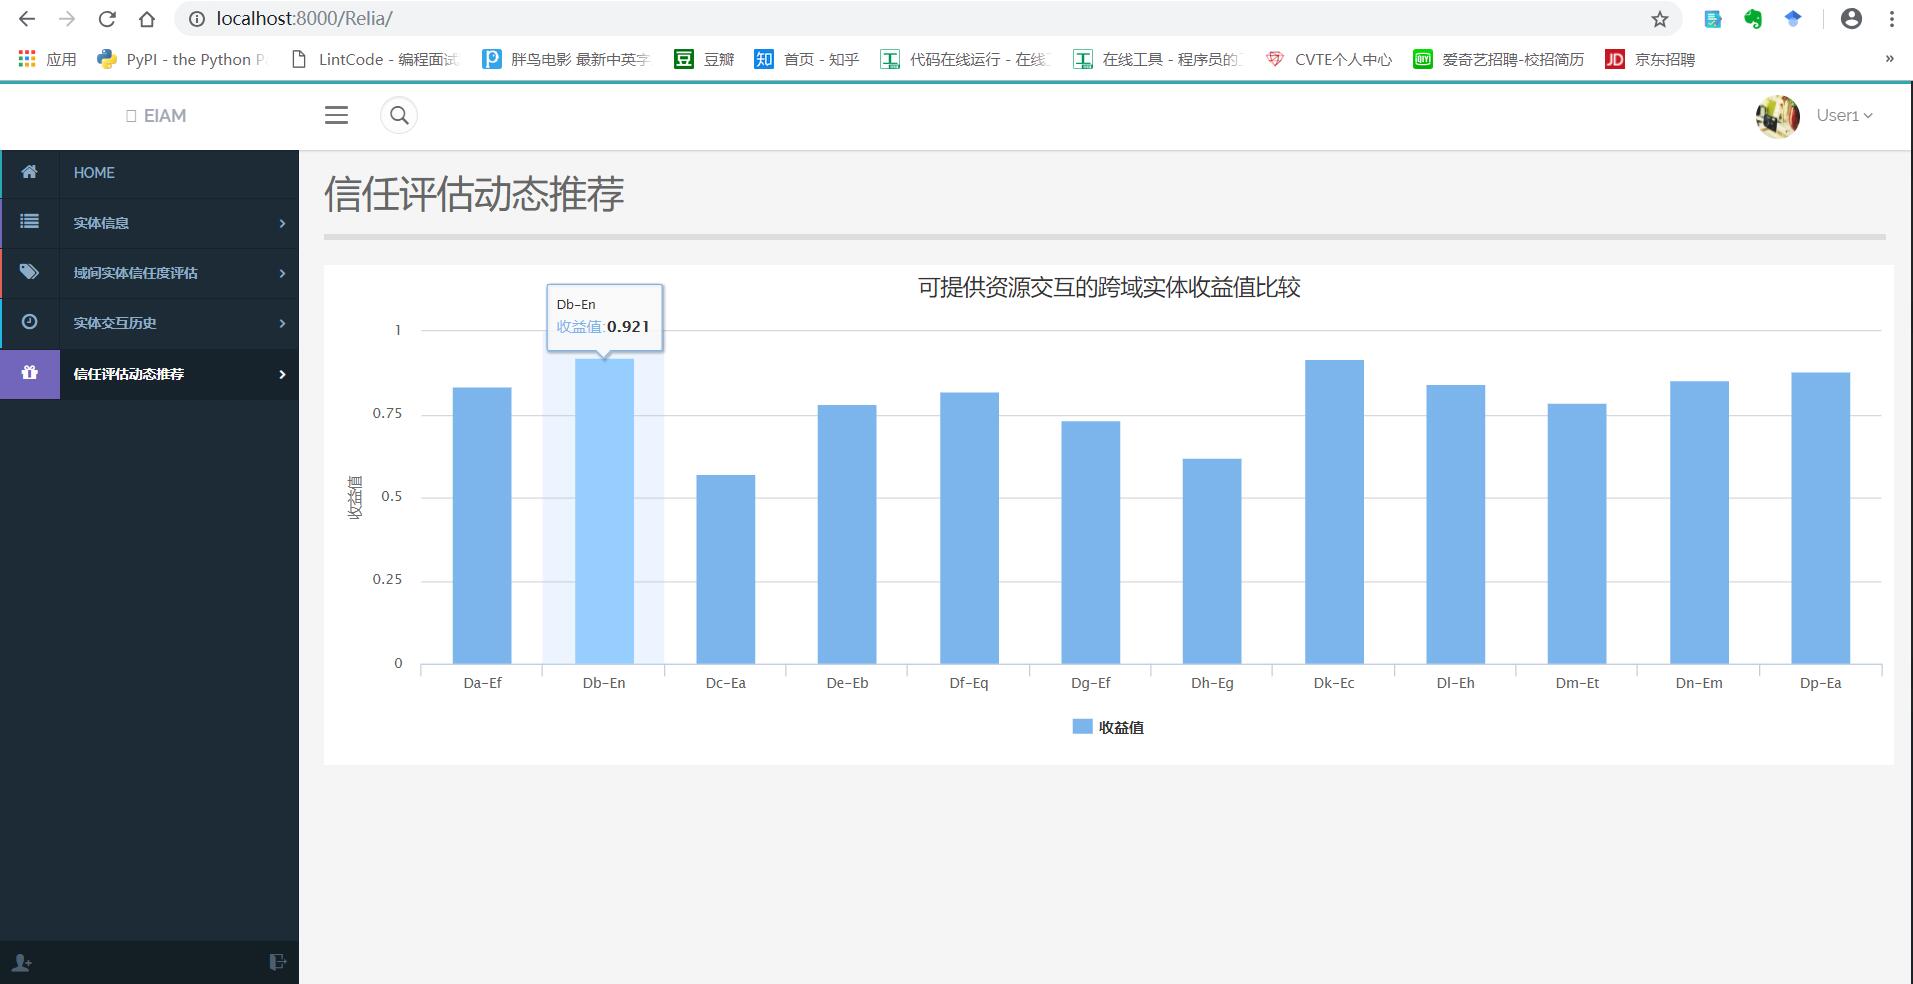 localhost:8000/Relia/
应用
PyPI - the Python P
LintCode - 编程面试
胖鸟电影 最新中英字
豆瓣
首页 - 知乎
代码在线运行 - 在线
在线工具 - 程序员的
CVTE个人中心
爱奇艺招聘-校招简历
京东招聘
EIAM
User1
HOME
实体信息
域间实体信任度评估
实体交互历史
信任评估动态推荐
信任评估动态推荐
可提供资源交互的跨域实体收益值比较
Db-En
收益值:0.921
1
0.75
0.5
0.25
0
收益值
Da-Ef
Db-En
Dc-Ea
De-Eb
Df-Eq
Dg-Ef
Dh-Eg
Dk-Ec
Dl-Eh
Dm-Et
Dn-Em
Dp-Ea
收益值